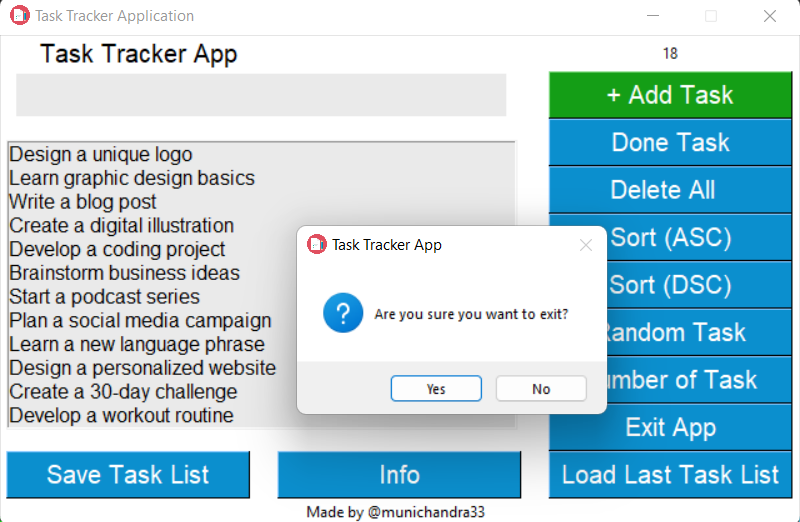 Task Tracker Application
Task Tracker App
18
+ Add Task
Done Task
Delete All
Sort (ASC)
Sort (DSC)
Task
of Task
Exit App
Load Last Task List
Design a unique logo
Learn graphic design basics
Write a blog post
Create a digital illustration
Develop a coding project
Brainstorm business ideas
Start a podcast series
Plan a social media campaign
Learn a new language phrase
Design a personalized website
Create a 30-day challenge
Develop a workout routine
Task Tracker App
Are you sure you want to exit?
Yes
No
Save Task List
Info
Made by @munichandra33